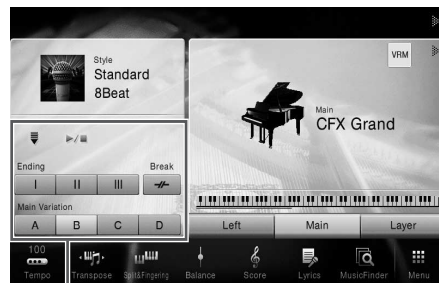 Style
Standard
8Beat
VRM
Main
CFX Grand
Ending
Break
I
II
III
Main Variation
A
B
C
D
Left
Main
Layer
100
Tempo
Transpose
Split&Fingering
Balance
Score
Lyrics
MusicFinder
Menu